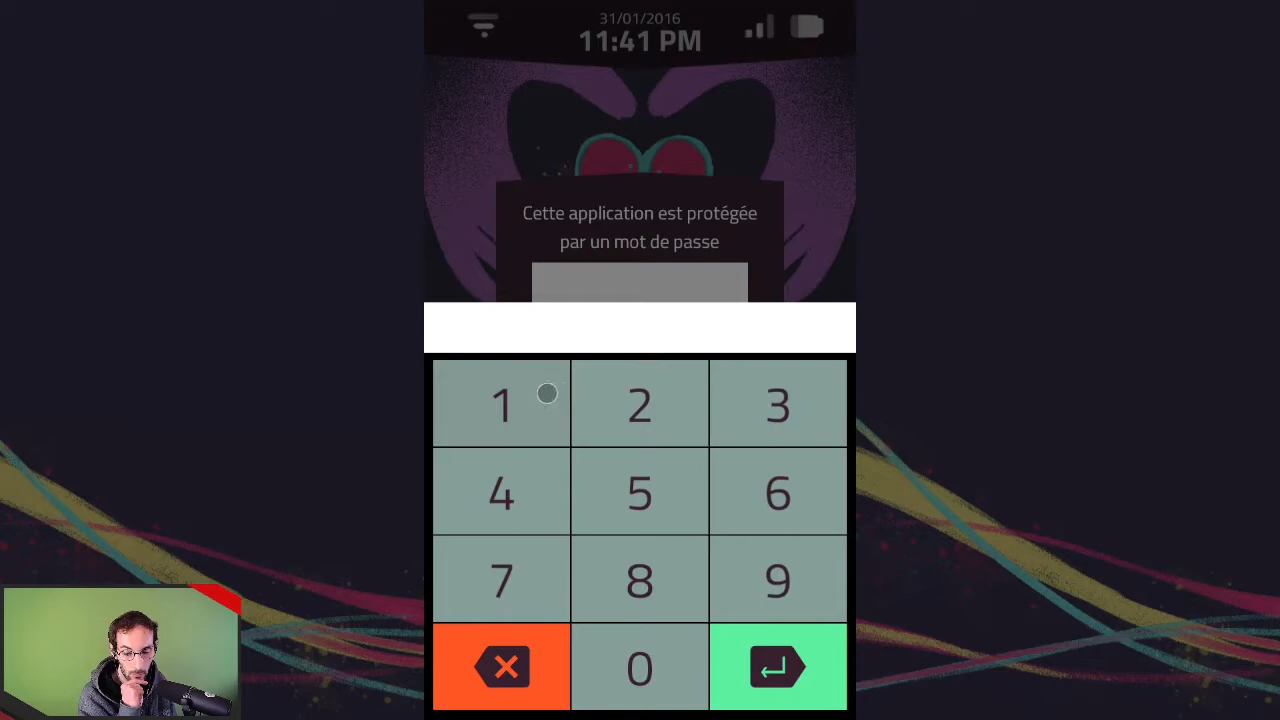 31/01/2016
11:41 PM
Cette application est protégée
par un mot de passe
1 2 3
4 5 6
7 8 9
0